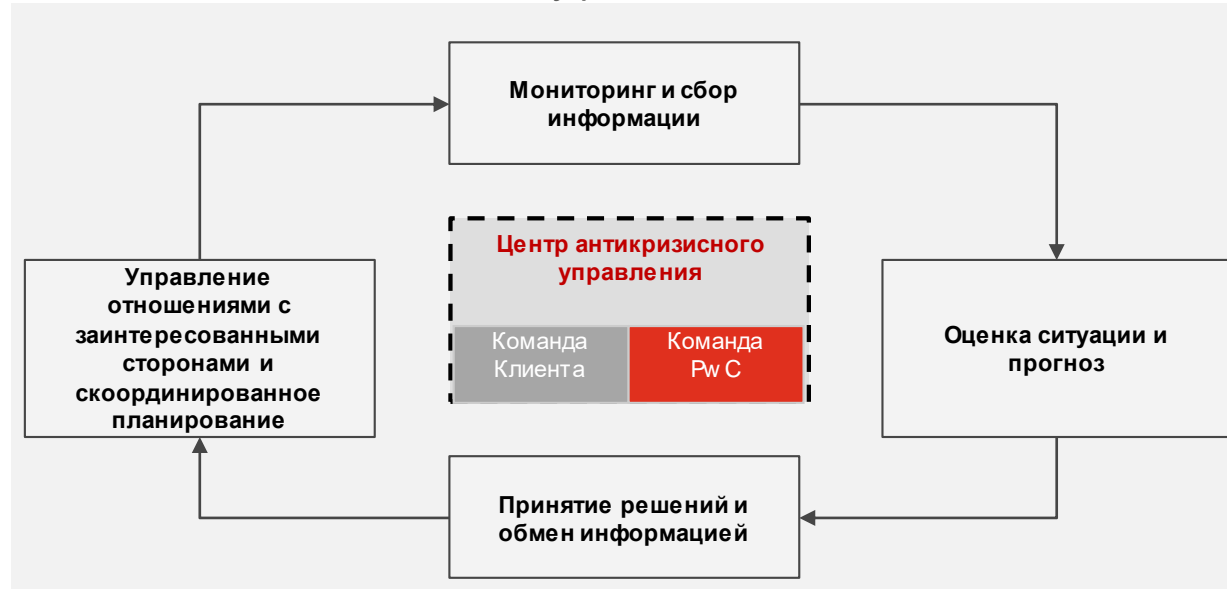 Мониторинг и сбор
информации
Центр антикризисного
управления
Команда
Клиента
Команда
PwC
Управление
отношениями с
заинтересованными
сторонами и
скоординированное
планирование
Оценка ситуации и
прогноз
Принятие решений и
обмен информацией